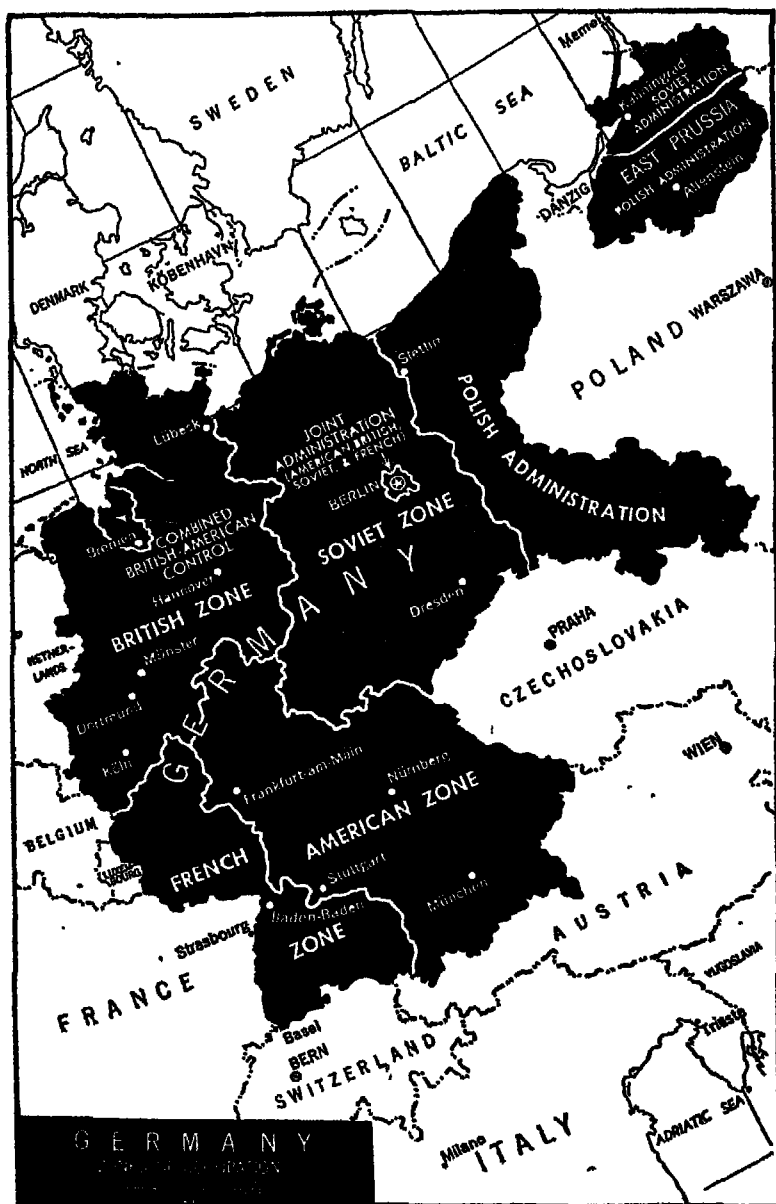 Memel
SWEDEN
BALTIC SEA
Kaliningrad
SOVIET
ADMINISTRATION
EAST PRUSSIA
POLISH ADMINISTRATION
Allenstein
DANZIG
DENMARK
KÖBENHAVN
POLAND
WARSZAWA
Stettin
POLISH ADMINISTRATION
NORTH SEA
Lübeck
JOINT
ADMINISTRATION
(AMERICAN, BRITISH,
SOVIET, & FRENCH)
BERLIN
SOVIET ZONE
Bremen
COMBINED
BRITISH-AMERICAN
CONTROL
Hannover
BRITISH ZONE
GERMANY
Dresden
PRAHA
CZECHOSLOVAKIA
NETHER-
LANDS
Münster
Dortmund
Köln
WIEN
BELGIUM
LUXEM-
BOURG
Frankfurt-am-Main
Nürnberg
AMERICAN ZONE
FRENCH
ZONE
Stuttgart
Baden-Baden
München
AUSTRIA
Strasbourg
FRANCE
YUGOSLAVIA
Basel
BERN
SWITZERLAND
Trieste
ADRIATIC SEA
Milano
ITALY
GERMANY